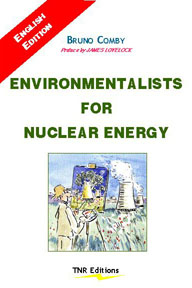 ENGLISH
EDITION
BRUNO COMBY
Preface by JAMES LOVELOCK
ENVIRONMENTALISTS
FOR
NUCLEAR ENERGY
TNR Editions